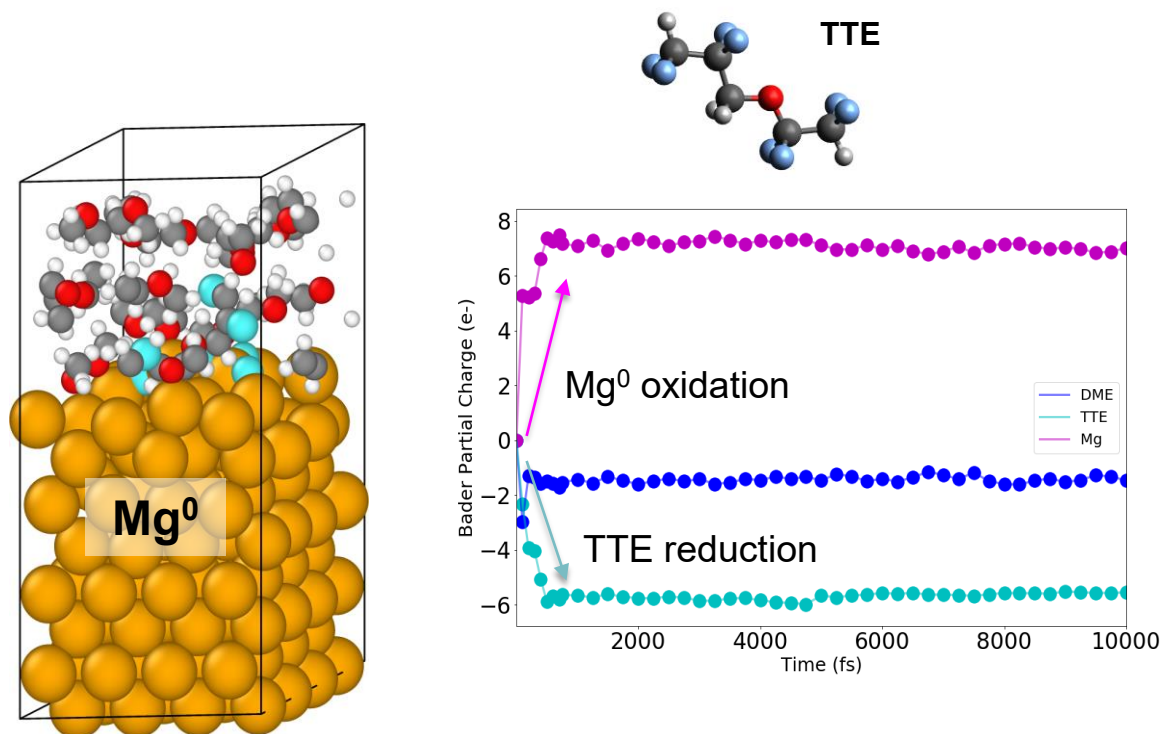 TTE
Mg⁰
8
6
4
2
0
−2
−4
−6
Bader Partial Charge (e-)
Mg⁰ oxidation
TTE reduction
DME
TTE
Mg
2000 4000 6000 8000 10000
Time (fs)